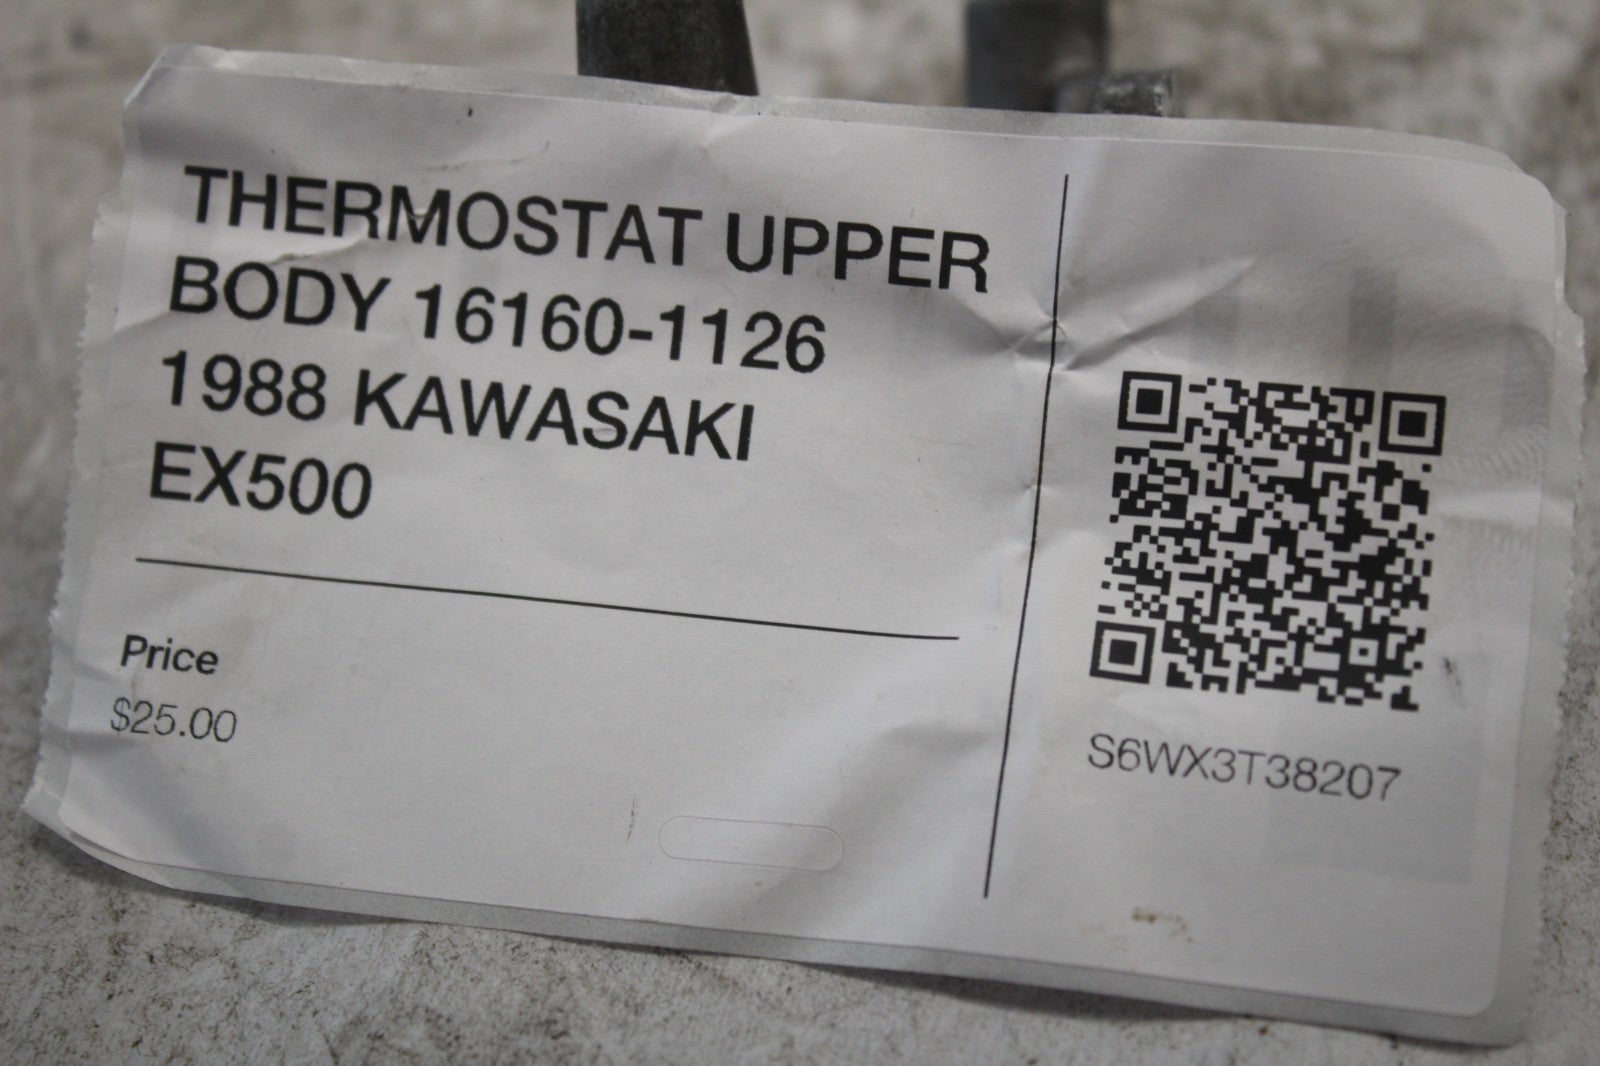 THERMOSTAT UPPER
BODY 16160-1126
1988 KAWASAKI
EX500
Price
$25.00
S6WX3T38207